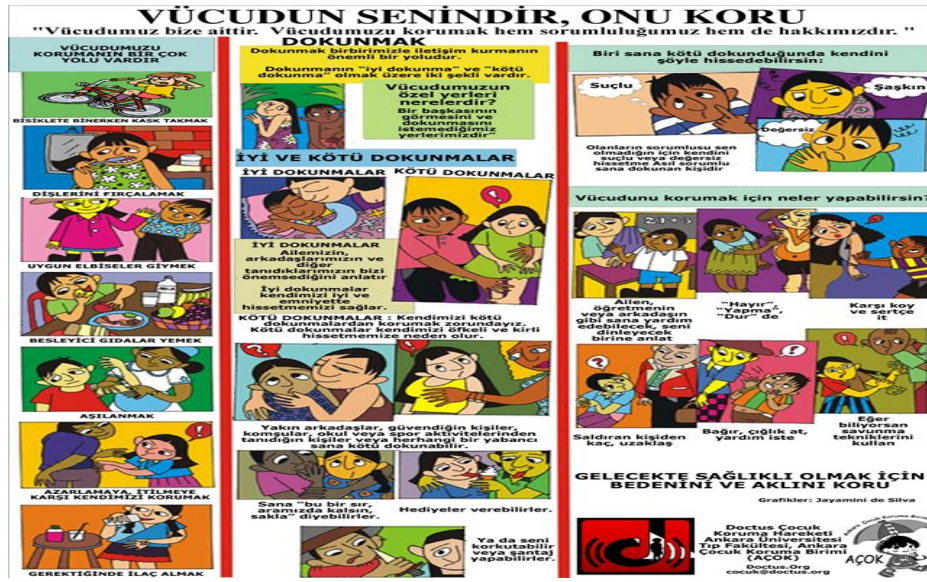 VÜCUDUN SENİNDİR, ONU KORU
"Vücudumuz bize aittir. Vücudumuzu korumak hem sorumluluğumuz hem de hakkımızdır. "
VÜCUDUMUZU
KORUMANIN BİR ÇOK
YOLU VARDIR
BİSİKLETE BİNERKEN KASK TAKMAK
DİŞLERİNİ FIRÇALAMAK
UYGUN ELBİSELER GİYMEK
BESLEYİCİ GIDALAR YEMEK
AŞILANMAK
AZARLAMAYA, İTİLMEYE
KARŞI KENDİMİZİ KORUMAK
GEREKTİĞİNDE İLAÇ ALMAK
DOKUNMAK
Dokunmak birbirimizle iletişim kurmanın
önemli bir yoludur.
Dokunmanın "iyi dokunma" ve "kötü
dokunma" olmak üzere iki şekli vardır.
Vücudumuzun
özel yerleri
nerelerdir?
Bir başkasının
görmesini ve
dokunmasını
istemediğimiz
yerlerimizdir"
İYİ VE KÖTÜ DOKUNMALAR
İYİ DOKUNMALAR
KÖTÜ DOKUNMALAR
İYİ DOKUNMALAR
Ailemizin,
arkadaşlarımızın ve
diğer
tanıdıklarımızın bizi
önemsediğini anlatır
İyi dokunmalar
kendimizi iyi ve
emniyette
hissetmemizi sağlar.
KÖTÜ DOKUNMALAR : Kendimizi kötü
dokunmalardan korumak zorundayız.
Kötü dokunmalar kendimizi öfkeli ve kirli
hissetmemize neden olur.
Yakın arkadaşlar, güvendiğin kişiler,
komşular, okul veya spor aktivitelerinden
tanıdığın kişiler veya herhangi bir yabancı
sana kötü dokunabilir.
Sana "bu bir sır,
aramızda kalsın,
sakla" diyebilirler.
Hediyeler verebilirler.
Ya da seni
korkutabilir
veya şantaj
yapabilirler.
Biri sana kötü dokunduğunda kendini
şöyle hissedebilirsin:
Suçlu
Şaşkın
Değersiz
Olanların sorumlusu sen
olmadığın için kendini
suçlu veya değersiz
hissetme Asıl sorumlu
sana dokunan kişidir
Vücudunu korumak için neler yapabilirsin?
Ailen,
öğretmenin
veya arkadaşın
gibi sana yardım
edebilecek, seni
dinleyecek
birine anlat
"Hayır",
"Yapma",
"Dur" de
Karşı koy
ve sertçe
it
Saldıran kişiden
kaç, uzaklaş
Bağır, çığlık at,
yardım iste
Eğer
biliyorsan
savunma
tekniklerini
kullan
GELECEKTE SAĞLIKLI OLMAK İÇİN
BEDENİNİ VE AKLINI KORU
Grafikler: Jayamini de Silva
Doctus Çocuk
Koruma Hareketi
Ankara Üniversitesi
Tıp Fakültesi, Ankara
Çocuk Koruma Birimi
(AÇOK)
Doctus.Org
cocuk@doctus.org
AÇOK